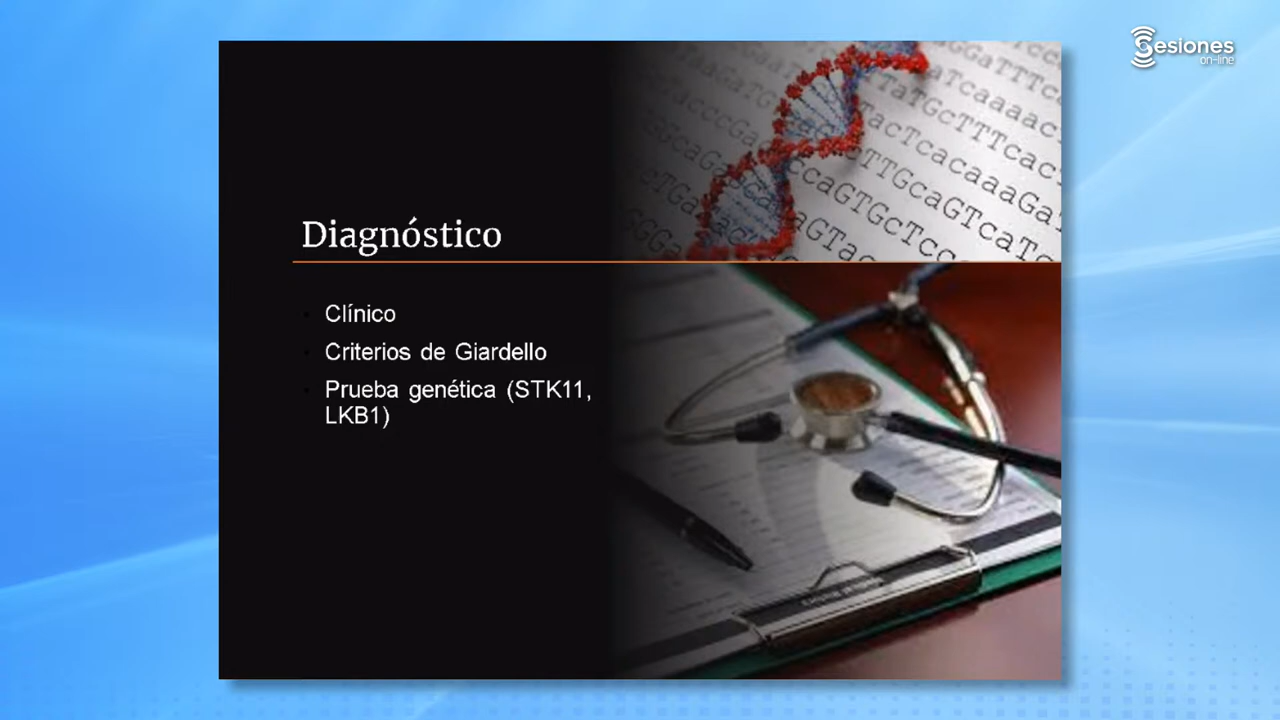 Sesiones
on-line
Diagnóstico
Clínico
Criterios de Giardello
Prueba genética (STK11,
LKB1)